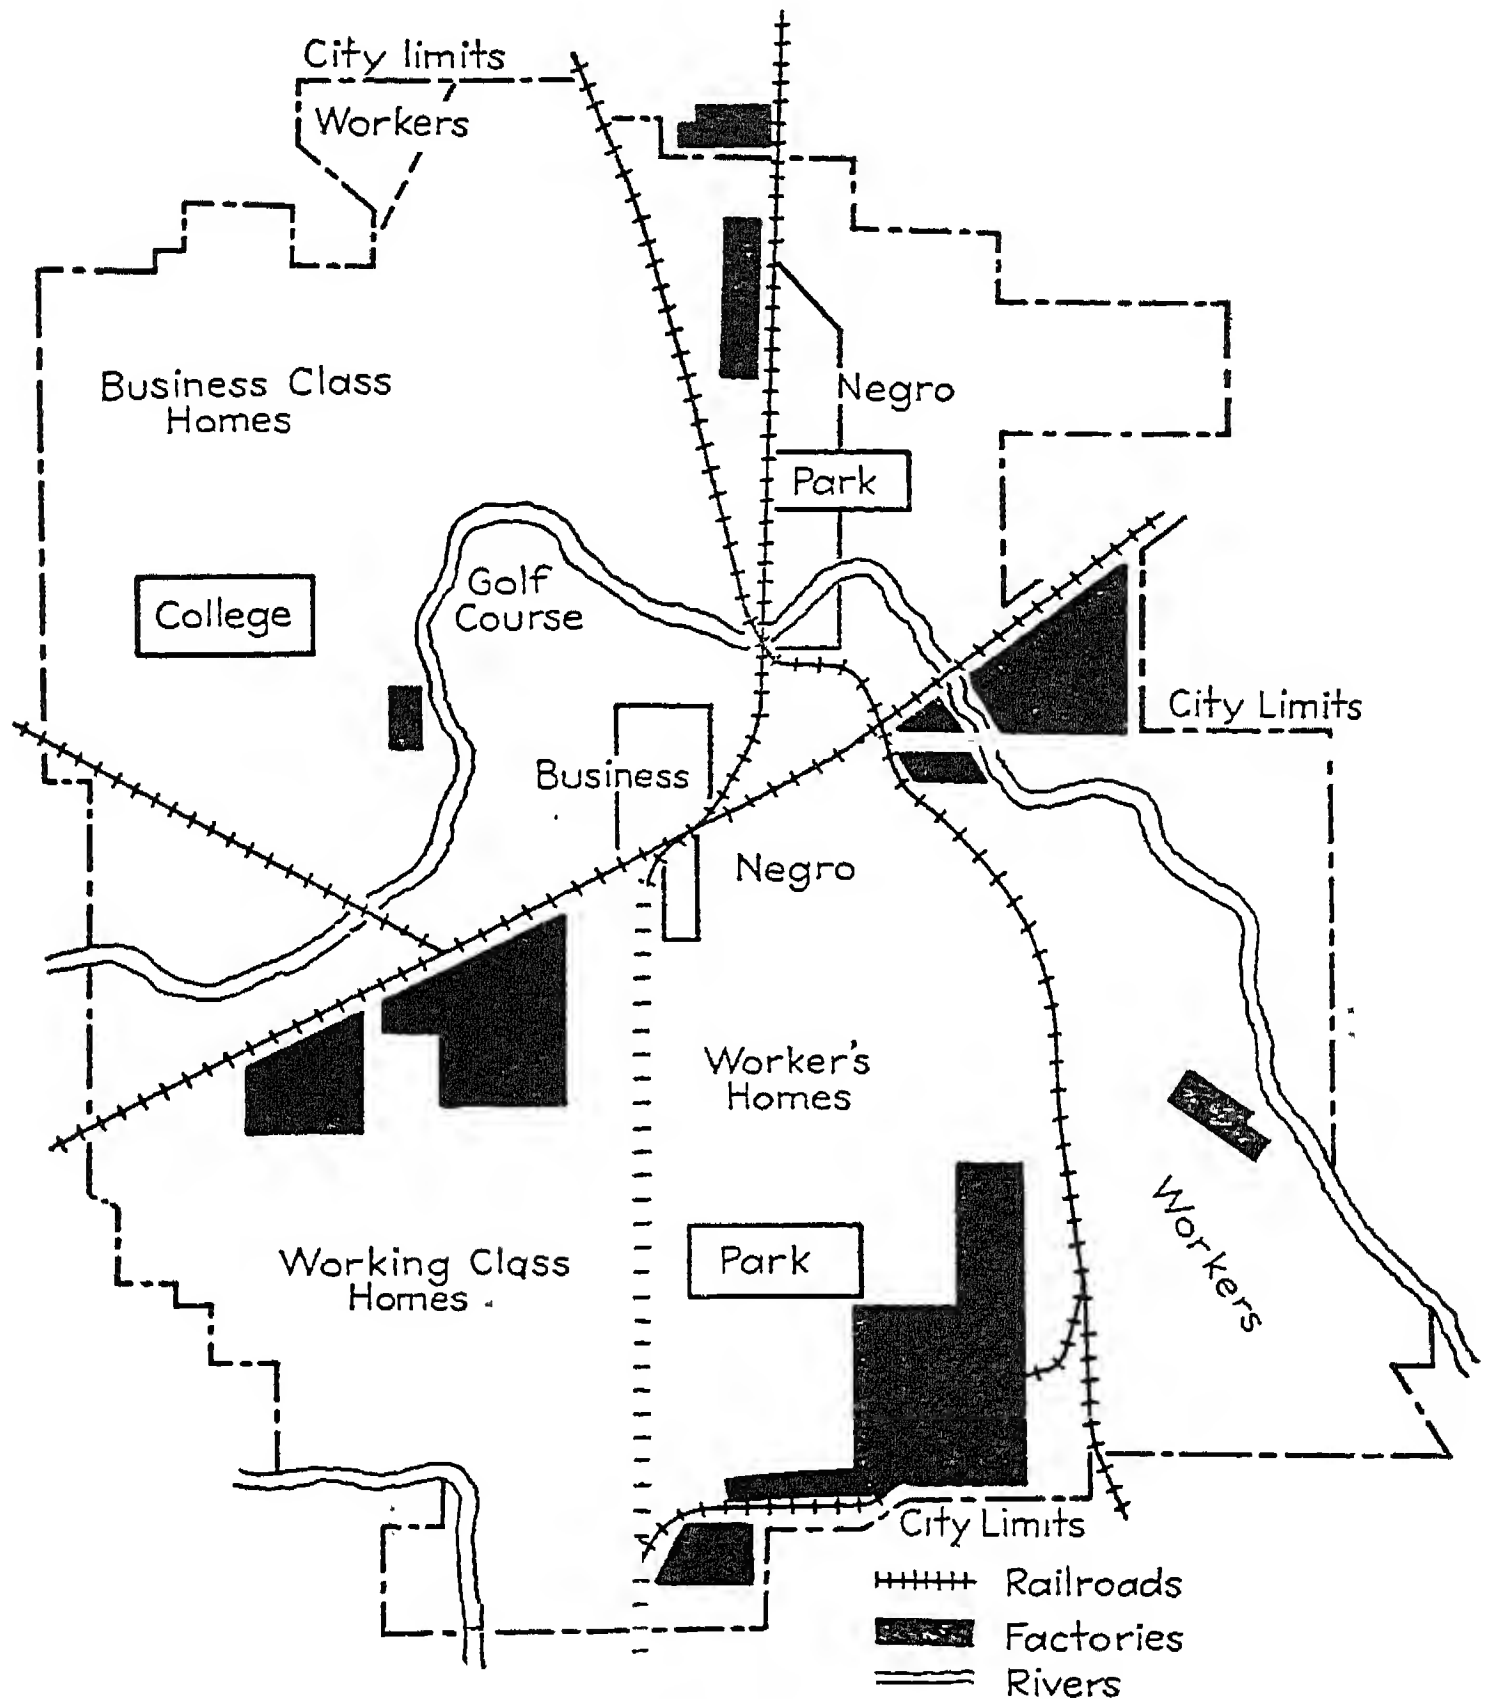 City limits
Workers
Business Class
Homes
Negro
Park
Golf
Course
College
City Limits
Business
Negro
Worker's
Homes
Workers
Working Class
Homes
Park
City Limits
Railroads
Factories
Rivers